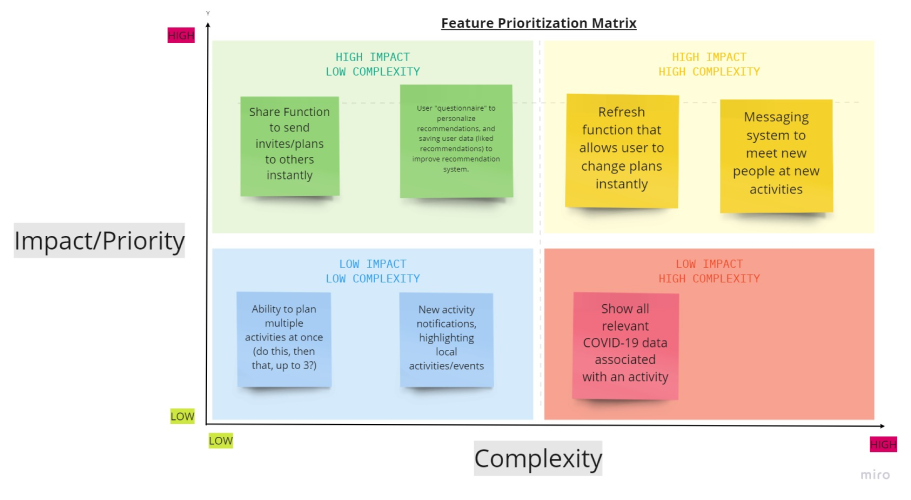 Feature Prioritization Matrix
HIGH
HIGH IMPACT
LOW COMPLEXITY
HIGH IMPACT
HIGH COMPLEXITY
Share Function
to send
invites/plans
to others
instantly
User "questionnaire" to
personalize
recommendations, and
saving user data (liked
recommendations) to
improve recommendation
system.
Refresh
function that
allows user to
change plans
instantly
Messaging
system to
meet new
people at new
activities
Impact/Priority
LOW IMPACT
LOW COMPLEXITY
LOW IMPACT
HIGH COMPLEXITY
Ability to plan
multiple
activities at once
(do this, then
that, up to 3?)
New activity
notifications,
highlighting
local
activities/events
Show all
relevant
COVID-19 data
associated
with an activity
LOW
LOW
Complexity
HIGH
miro